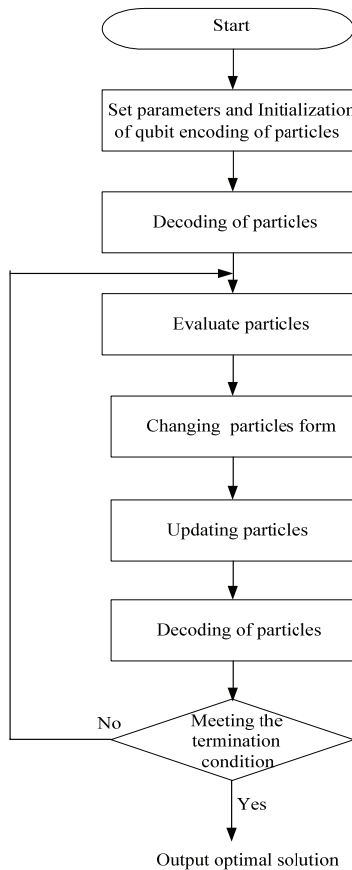 Start
Set parameters and Initialization
of qubit encoding of particles
Decoding of particles
Evaluate particles
Changing particles form
Updating particles
Decoding of particles
Meeting the
termination
condition
No
Yes
Output optimal solution